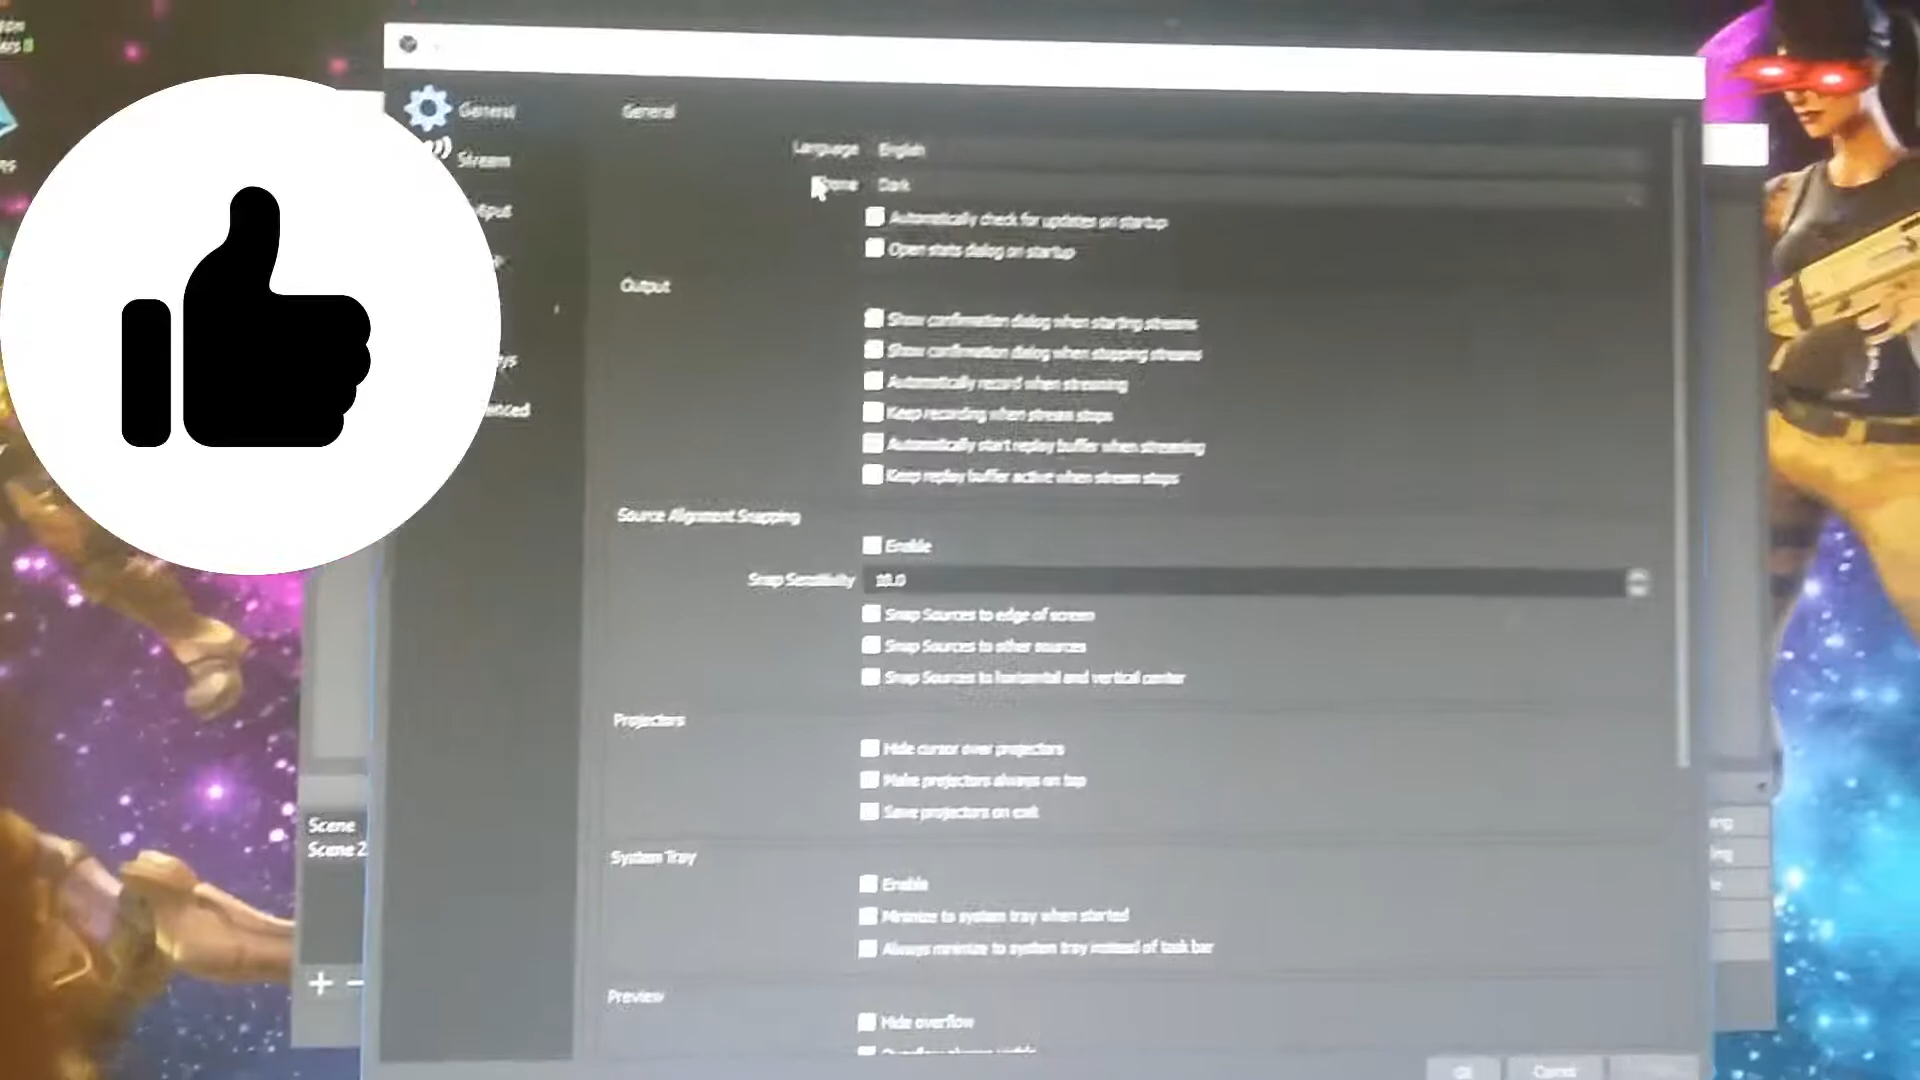 General
Stream
General
Language English
Dark
Automatically check for updates on startup
Open stats dialog on startup
Output
Show confirmation dialog when starting streams
Show confirmation dialog when stopping streams
Automatically record when streaming
Keep recording when stream stops
Automatically start replay buffer when streaming
Keep replay buffer active when stream stops
Source Alignment Snapping
Enable
Snap Sensitivity 10.0
Snap Sources to edge of screen
Snap Sources to other sources
Snap Sources to horizontal and vertical center
Projectors
Hide cursor over projectors
Make projectors always on top
Save projectors on exit
System Tray
Enable
Minimize to system tray when started
Always minimize to system tray instead of task bar
Preview
Hide overflow
Scene
Scene 2
Cancel